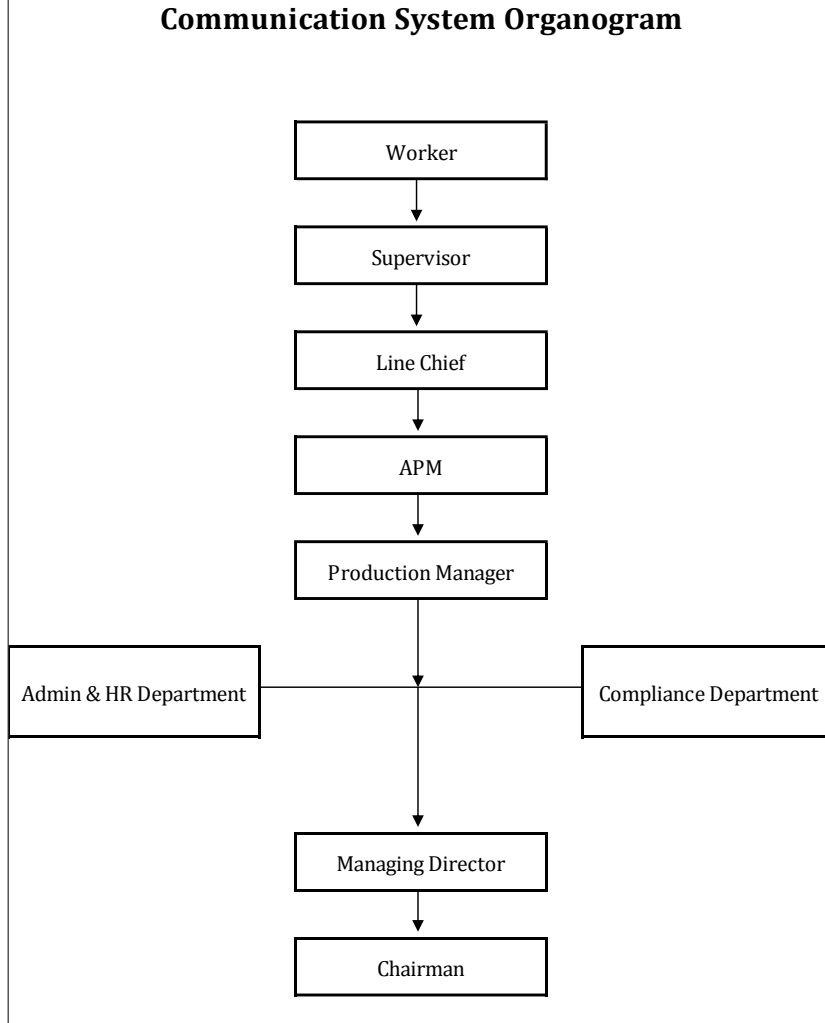 Communication System Organogram
Worker
Supervisor
Line Chief
APM
Production Manager
Admin & HR Department
Compliance Department
Managing Director
Chairman